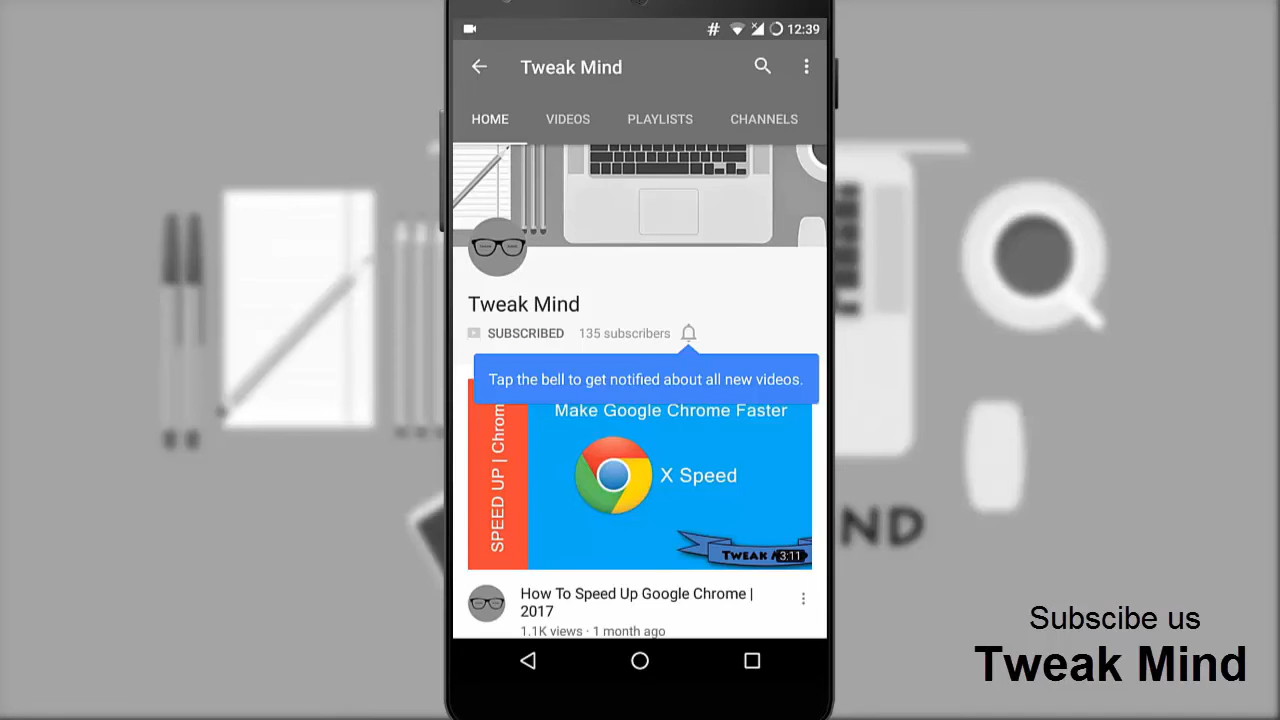 # 12:39
Tweak Mind
HOME VIDEOS PLAYLISTS CHANNELS
Tweak Mind
SUBSCRIBED 135 subscribers
Tap the bell to get notified about all new videos.
Make Google Chrome Faster
SPEED UP | Chrom
X Speed
TWEAK
3:11
How To Speed Up Google Chrome |
2017
1.1K views · 1 month ago
ND
Subscibe us
Tweak Mind